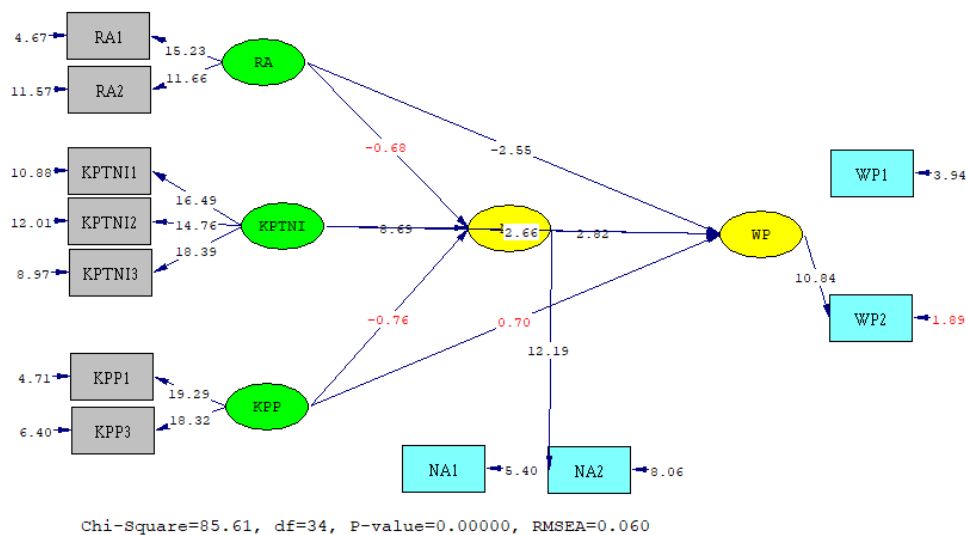 4.67
RA1
15.23
RA
11.66
11.57
RA2
-0.68
-2.55
10.88
KPTNI1
16.49
WP1
3.94
12.01
KPTNI2
14.76
KPTNI
8.69
2.66
2.82
WP
18.39
8.97
KPTNI3
10.84
-0.76
0.70
WP2
1.89
12.19
4.71
KPP1
19.29
KPP
18.32
6.40
KPP3
NA1
5.40
NA2
8.06
Chi-Square=85.61, df=34, P-value=0.00000, RMSEA=0.060